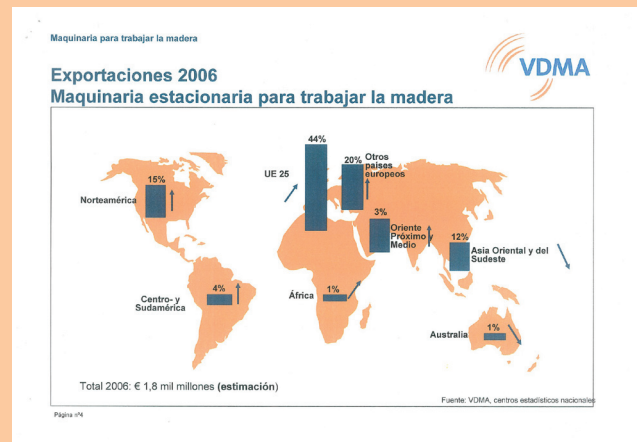 Maquinaria para trabajar la madera
VDMA
Exportaciones 2006
Maquinaria estacionaria para trabajar la madera
44%
UE 25
20%
Otros
países
europeos
15%
Norteamérica
3%
Oriente
Próximo y
Medio
12%
Asia Oriental y del
Sudeste
4%
Centro- y
Sudamérica
África
1%
Australia
1%
Total 2006: € 1,8 mil millones (estimación)
Fuente: VDMA, centros estadísticos nacionales
Página nº4